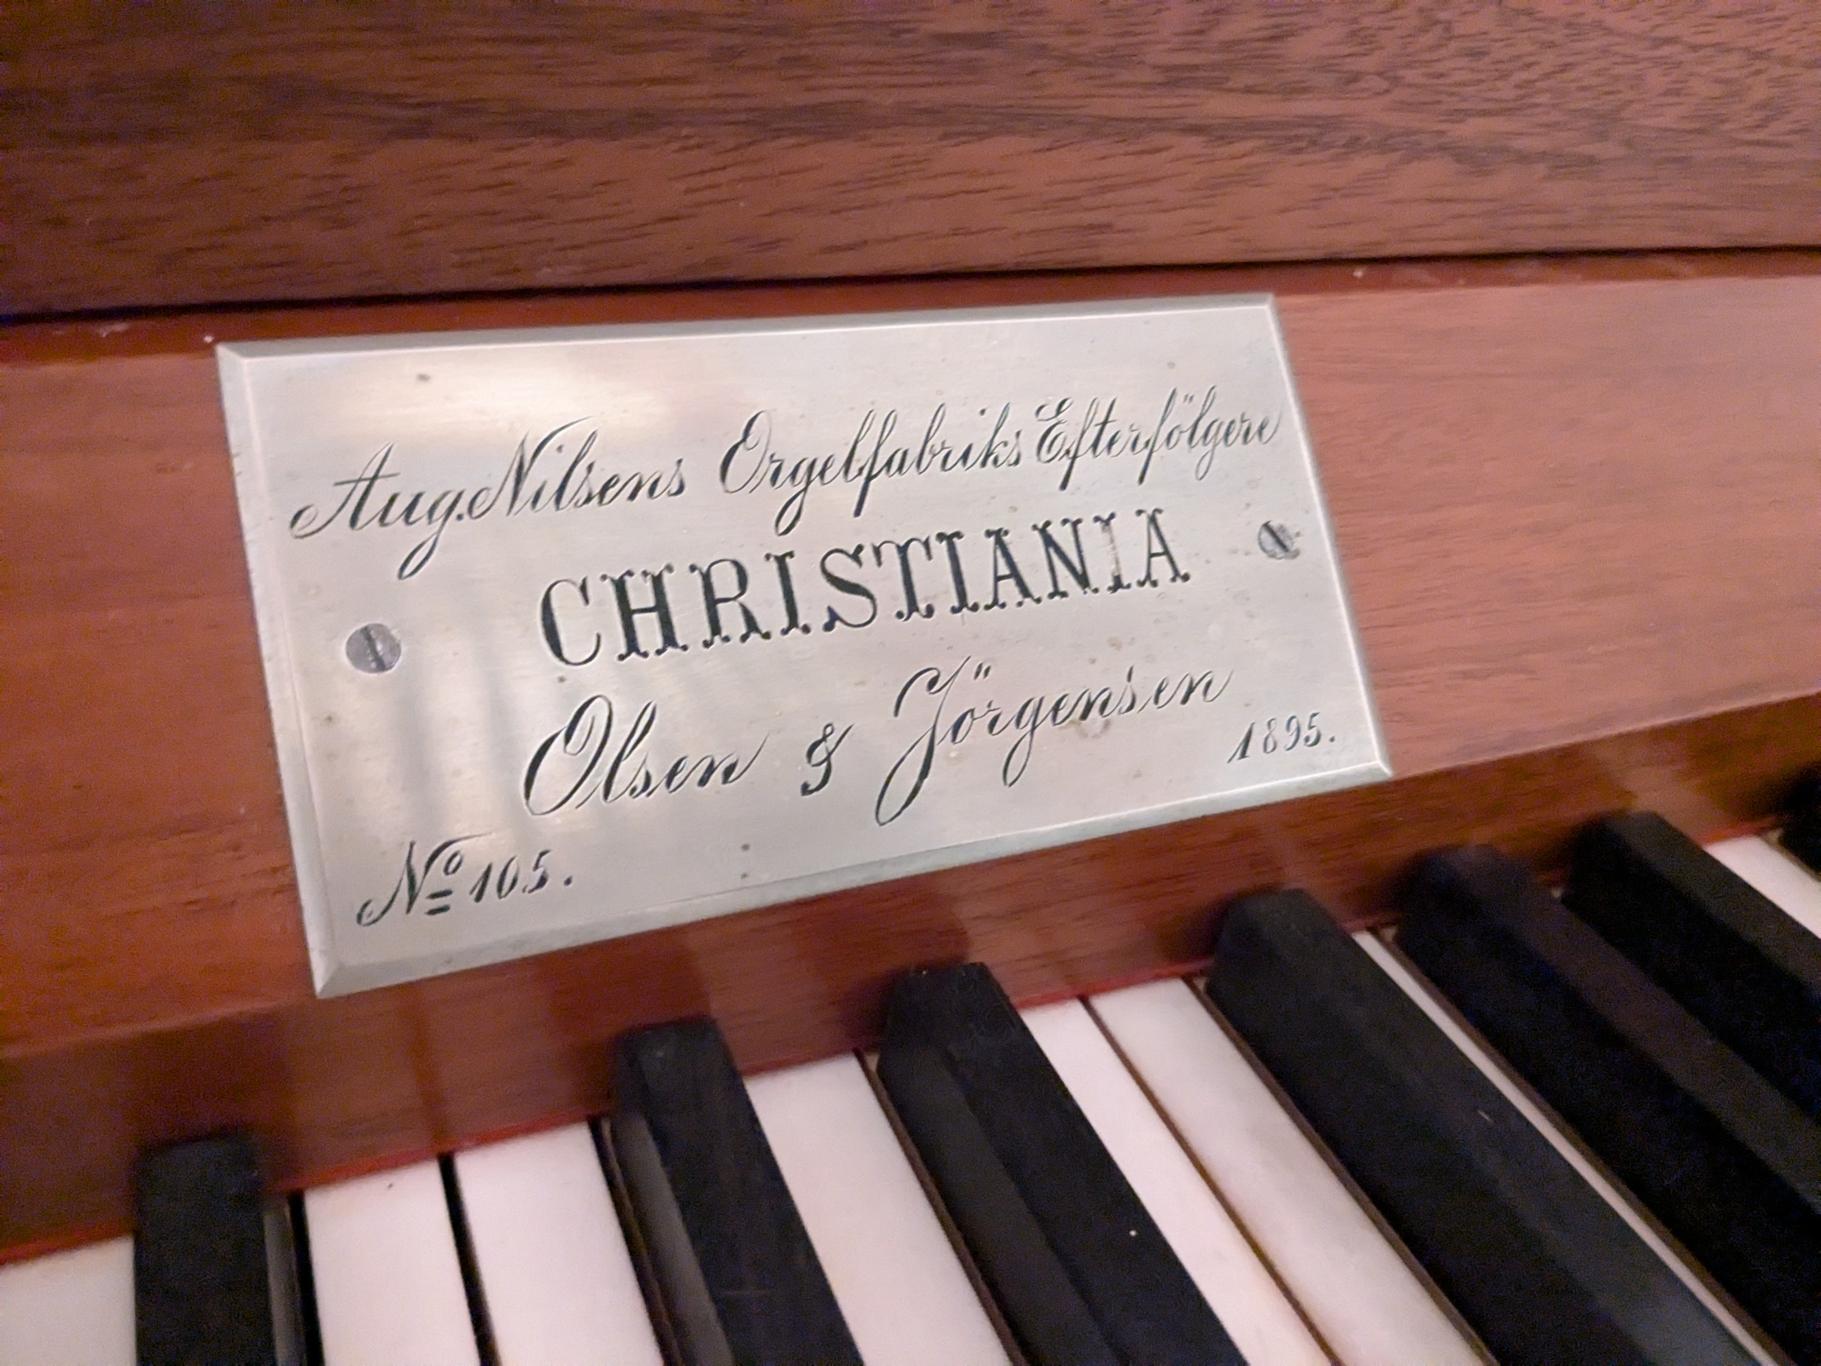 Aug. Nilsens Orgelfabriks Efterfölgere
CHRISTIANIA
Olsen & Jörgensen
1895.
Nº 105.